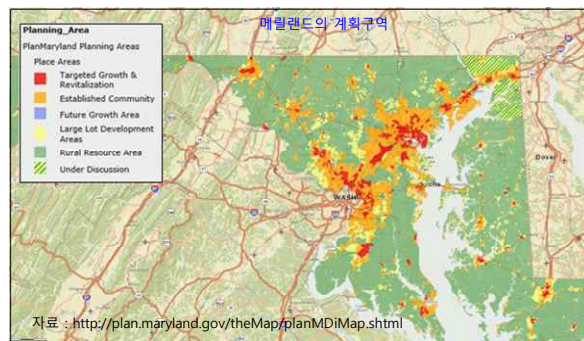 메릴랜드의 계획구역
Planning_Area
PlanMaryland Planning Areas
Place Areas
Targeted Growth &
Revitalization
Established Community
Future Growth Area
Large Lot Development
Areas
Rural Resource Area
Under Discussion
Dover
WASHI
자료 : http://plan.maryland.gov/theMap/planMDiMap.shtml